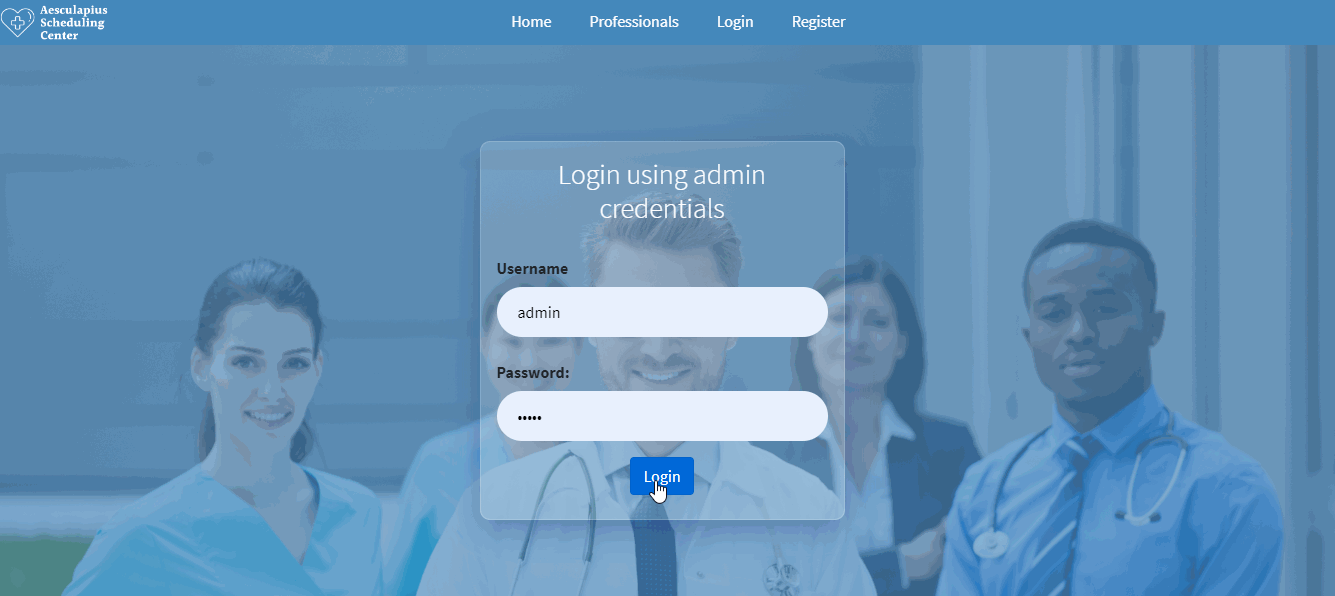 Aesculapius
Scheduling
Center
Home
Professionals
Login
Register
Login using admin
credentials
Username
admin
Password:
•••••
Login